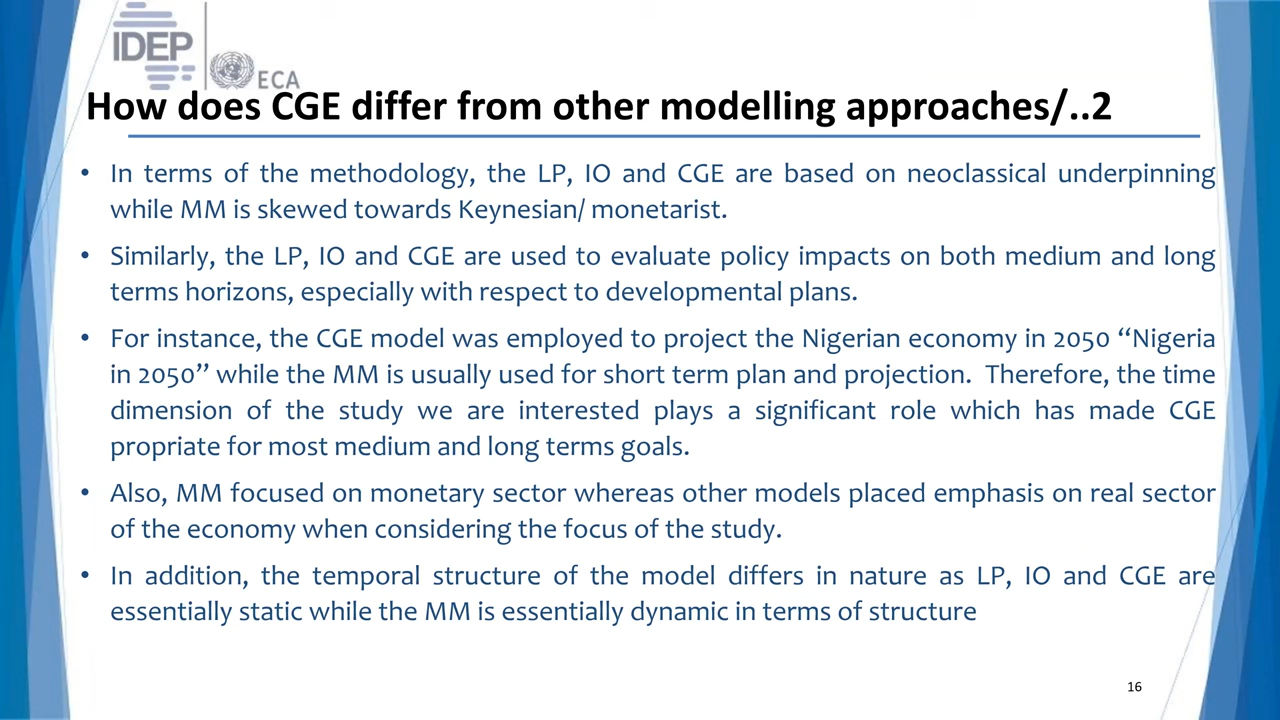 IDEP
ECA
How does CGE differ from other modelling approaches/..2
• In terms of the methodology, the LP, IO and CGE are based on neoclassical underpinning
while MM is skewed towards Keynesian/ monetarist.
• Similarly, the LP, IO and CGE are used to evaluate policy impacts on both medium and long
terms horizons, especially with respect to developmental plans.
• For instance, the CGE model was employed to project the Nigerian economy in 2050 “Nigeria
in 2050” while the MM is usually used for short term plan and projection. Therefore, the time
dimension of the study we are interested plays a significant role which has made CGE
propriate for most medium and long terms goals.
• Also, MM focused on monetary sector whereas other models placed emphasis on real sector
of the economy when considering the focus of the study.
• In addition, the temporal structure of the model differs in nature as LP, IO and CGE are
essentially static while the MM is essentially dynamic in terms of structure
16